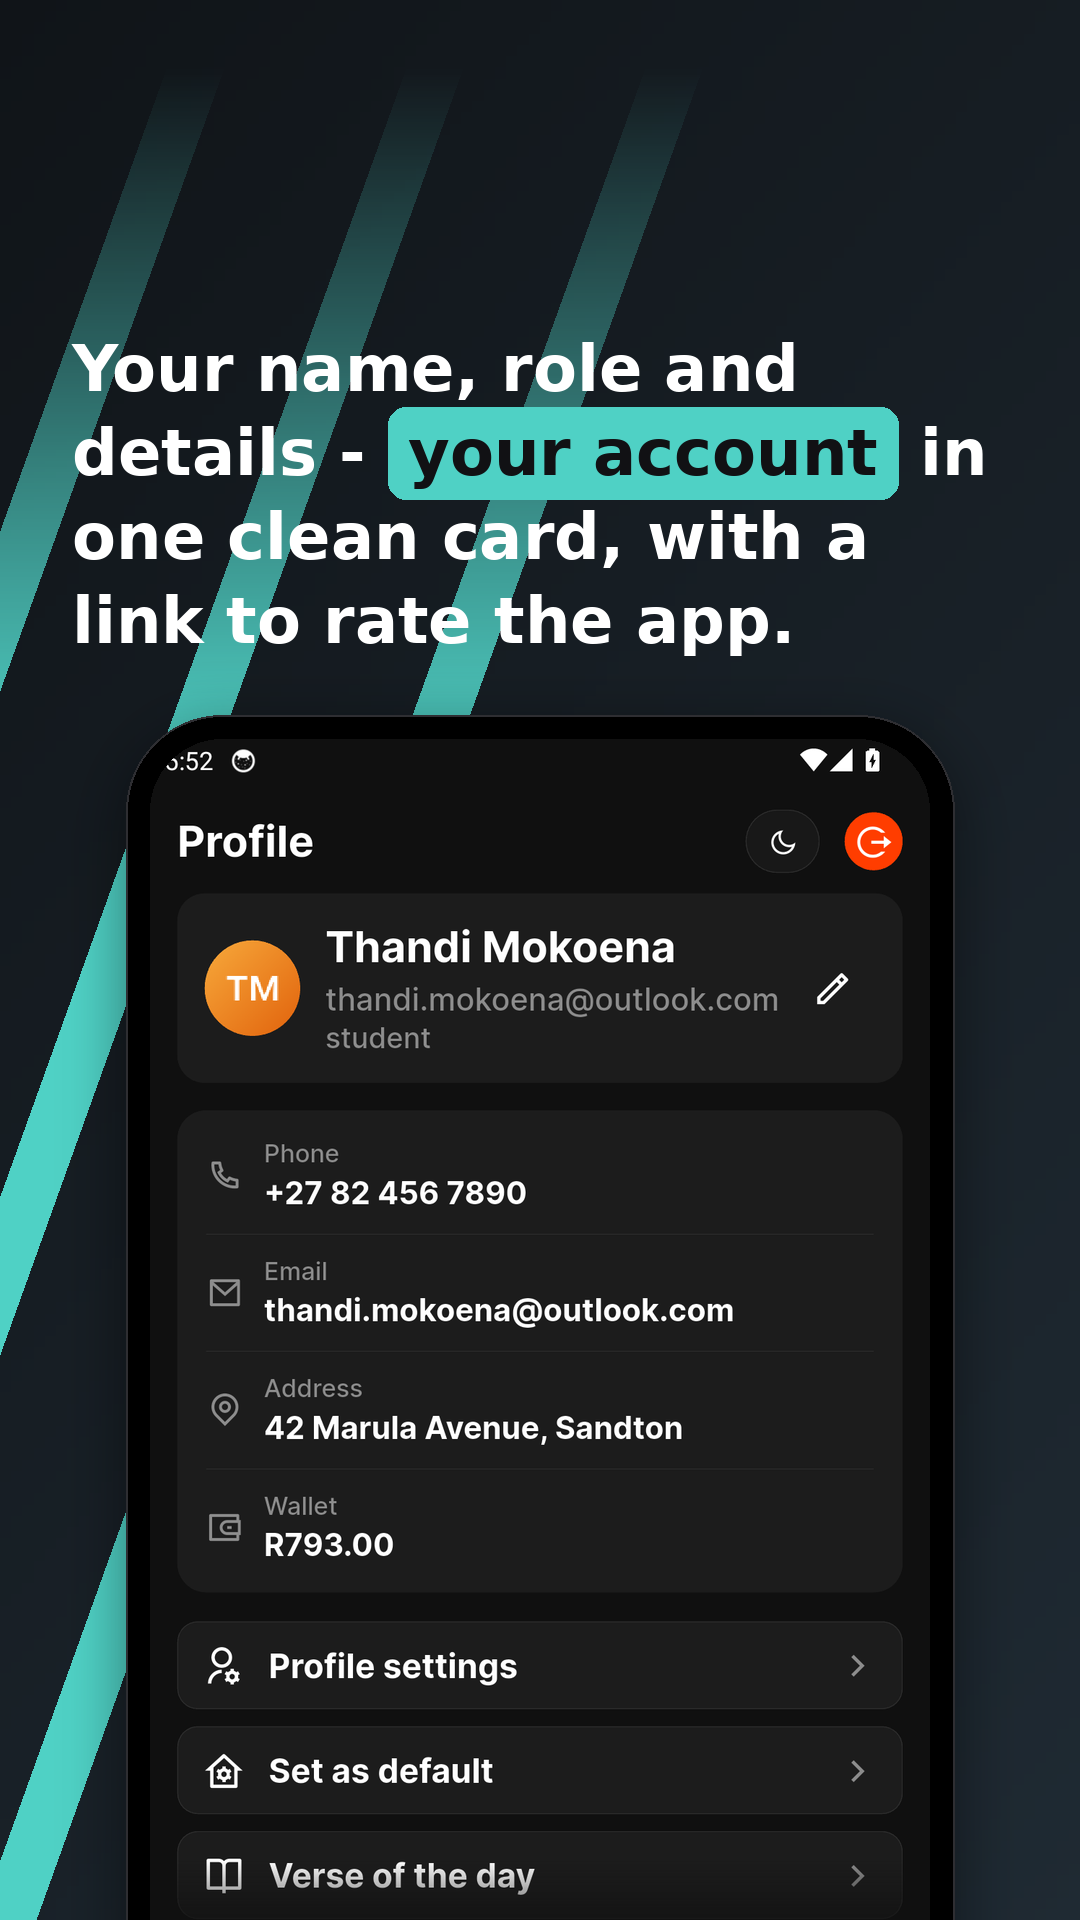 Your name, role and
details - your account in
one clean card, with a
link to rate the app.
5:52
Profile
TM
Thandi Mokoena
thandi.mokoena@outlook.com
student
Phone
+27 82 456 7890
Email
thandi.mokoena@outlook.com
Address
42 Marula Avenue, Sandton
Wallet
R793.00
Profile settings
Set as default
Verse of the day